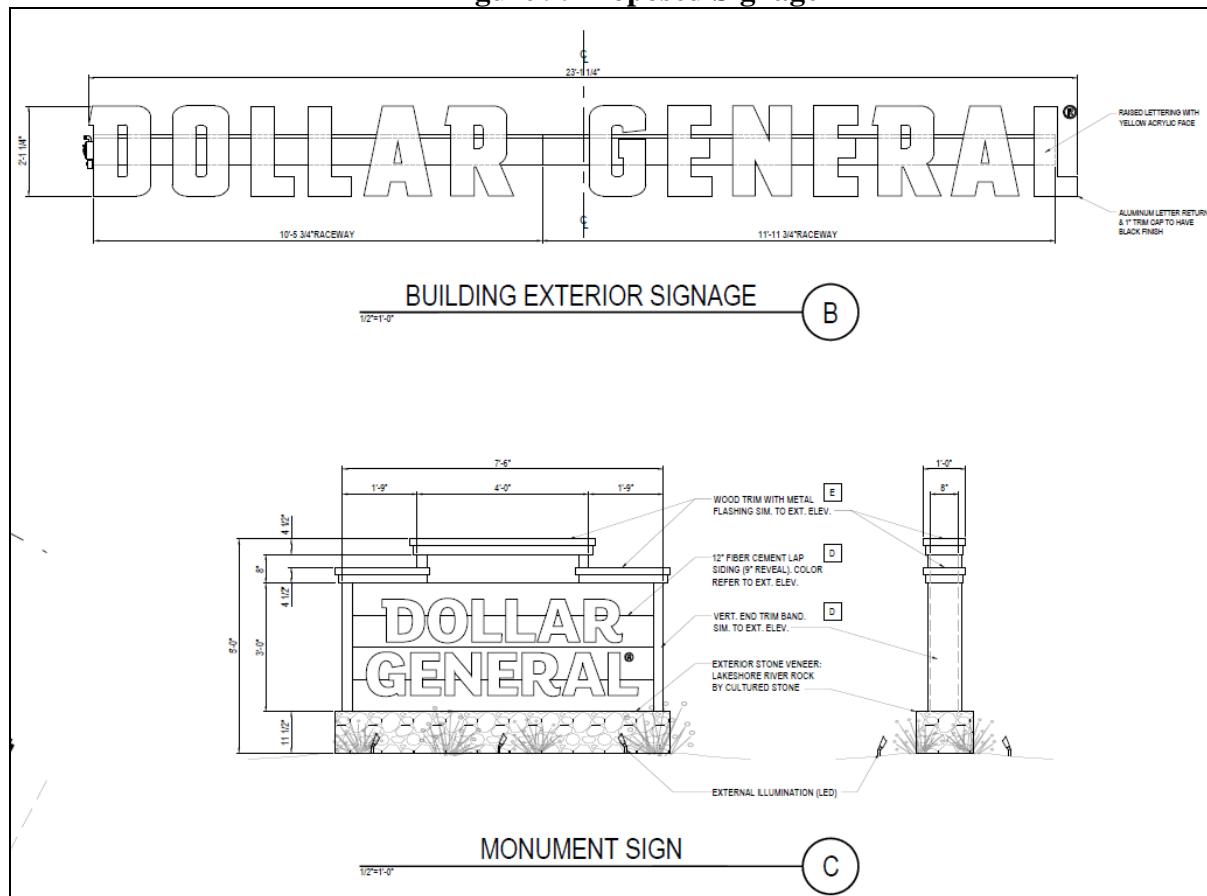 23'-1 1/4"
2'-1 1/4"
DOLLAR GENERAL®
RAISED LETTERING WITH
YELLOW ACRYLIC FACE
ALUMINUM LETTER RETURN
& 1" TRIM CAP TO HAVE
BLACK FINISH
10'-5 3/4"RACEWAY
11'-11 3/4"RACEWAY
BUILDING EXTERIOR SIGNAGE
1/2"=1'-0"
B
7'-6"
1'-9"
4'-0"
1'-9"
1'-0"
8"
4 1/2"
8"
4 1/2"
6'-0"
3'-0"
11 1/2"
WOOD TRIM WITH METAL
FLASHING SIM. TO EXT. ELEV.
E
12" FIBER CEMENT LAP
SIDING (9" REVEAL). COLOR
REFER TO EXT. ELEV.
D
VERT. END TRIM BAND.
SIM. TO EXT. ELEV.
D
EXTERIOR STONE VENEER:
LAKESHORE RIVER ROCK
BY CULTURED STONE
DOLLAR
GENERAL®
EXTERNAL ILLUMINATION (LED)
MONUMENT SIGN
1/2"=1'-0"
C